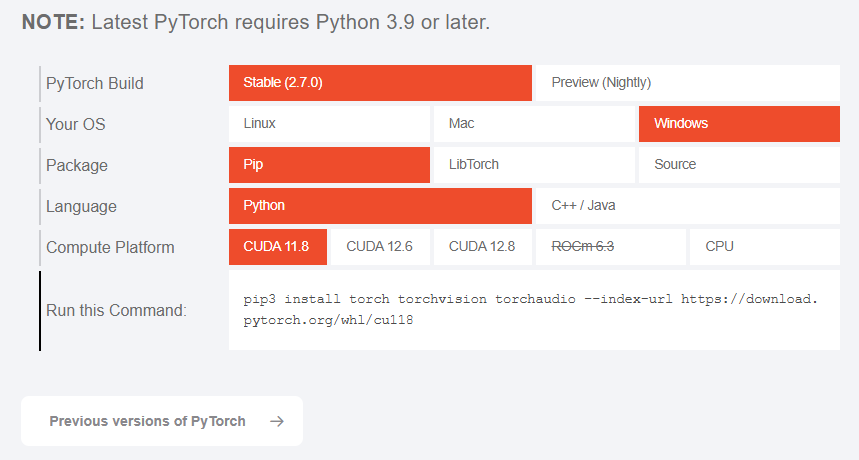 NOTE: Latest PyTorch requires Python 3.9 or later.
PyTorch Build
Stable (2.7.0)
Preview (Nightly)
Your OS
Linux
Mac
Windows
Package
Pip
LibTorch
Source
Language
Python
C++ / Java
Compute Platform
CUDA 11.8
CUDA 12.6
CUDA 12.8
ROCm 6.3
CPU
Run this Command:
pip3 install torch torchvision torchaudio --index-url https://download.
pytorch.org/whl/cu118
Previous versions of PyTorch →